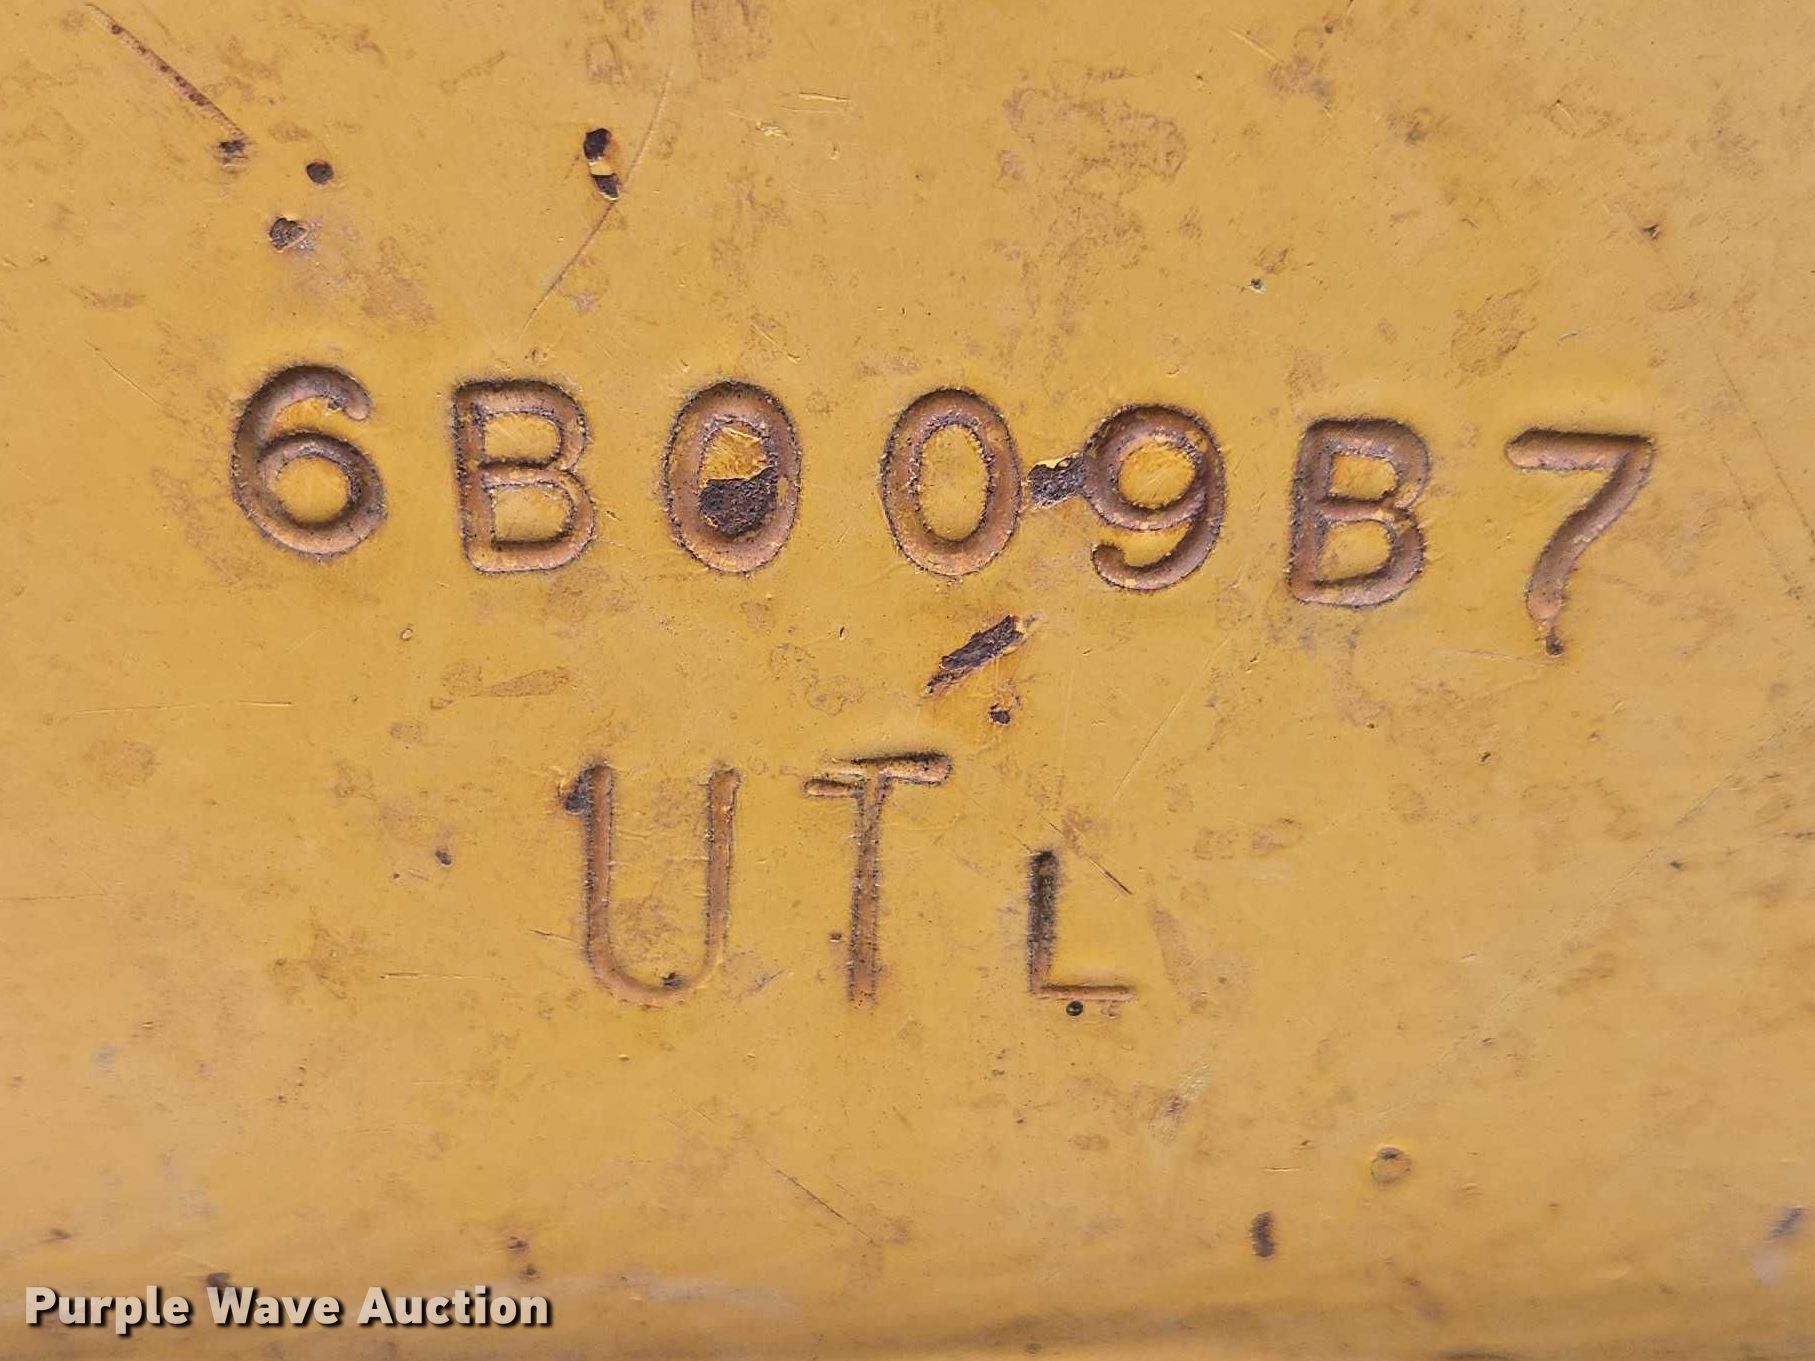 6B009B7
UTL
Purple Wave Auction